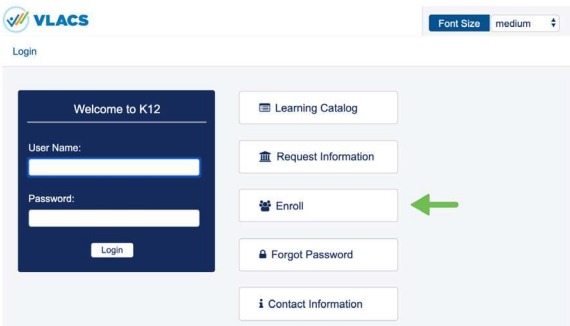 VLACS
Font Size medium
Login
Welcome to K12
User Name:
Password:
Login
Learning Catalog
Request Information
Enroll
Forgot Password
Contact Information